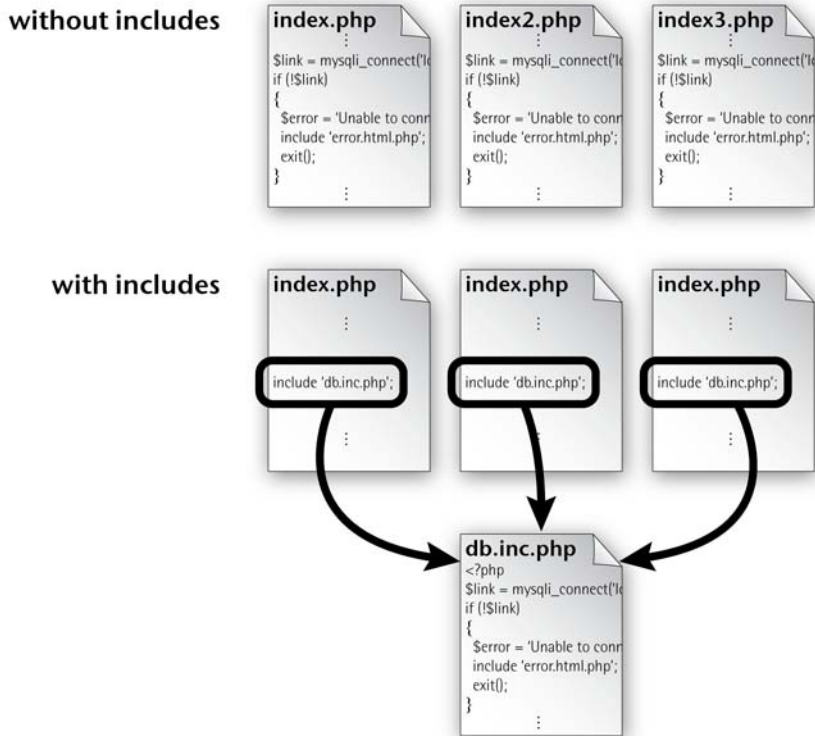 without includes
index.php
⋮
$link = mysqli_connect('lo
if (!$link)
{
$error = 'Unable to conn
include 'error.html.php';
exit();
}
⋮
index2.php
⋮
$link = mysqli_connect('lo
if (!$link)
{
$error = 'Unable to conn
include 'error.html.php';
exit();
}
⋮
index3.php
⋮
$link = mysqli_connect('lo
if (!$link)
{
$error = 'Unable to conn
include 'error.html.php';
exit();
}
⋮
with includes
index.php
⋮
include 'db.inc.php';
⋮
index.php
⋮
include 'db.inc.php';
⋮
index.php
⋮
include 'db.inc.php';
⋮
db.inc.php
<?php
$link = mysqli_connect('lo
if (!$link)
{
$error = 'Unable to conn
include 'error.html.php';
exit();
}
⋮